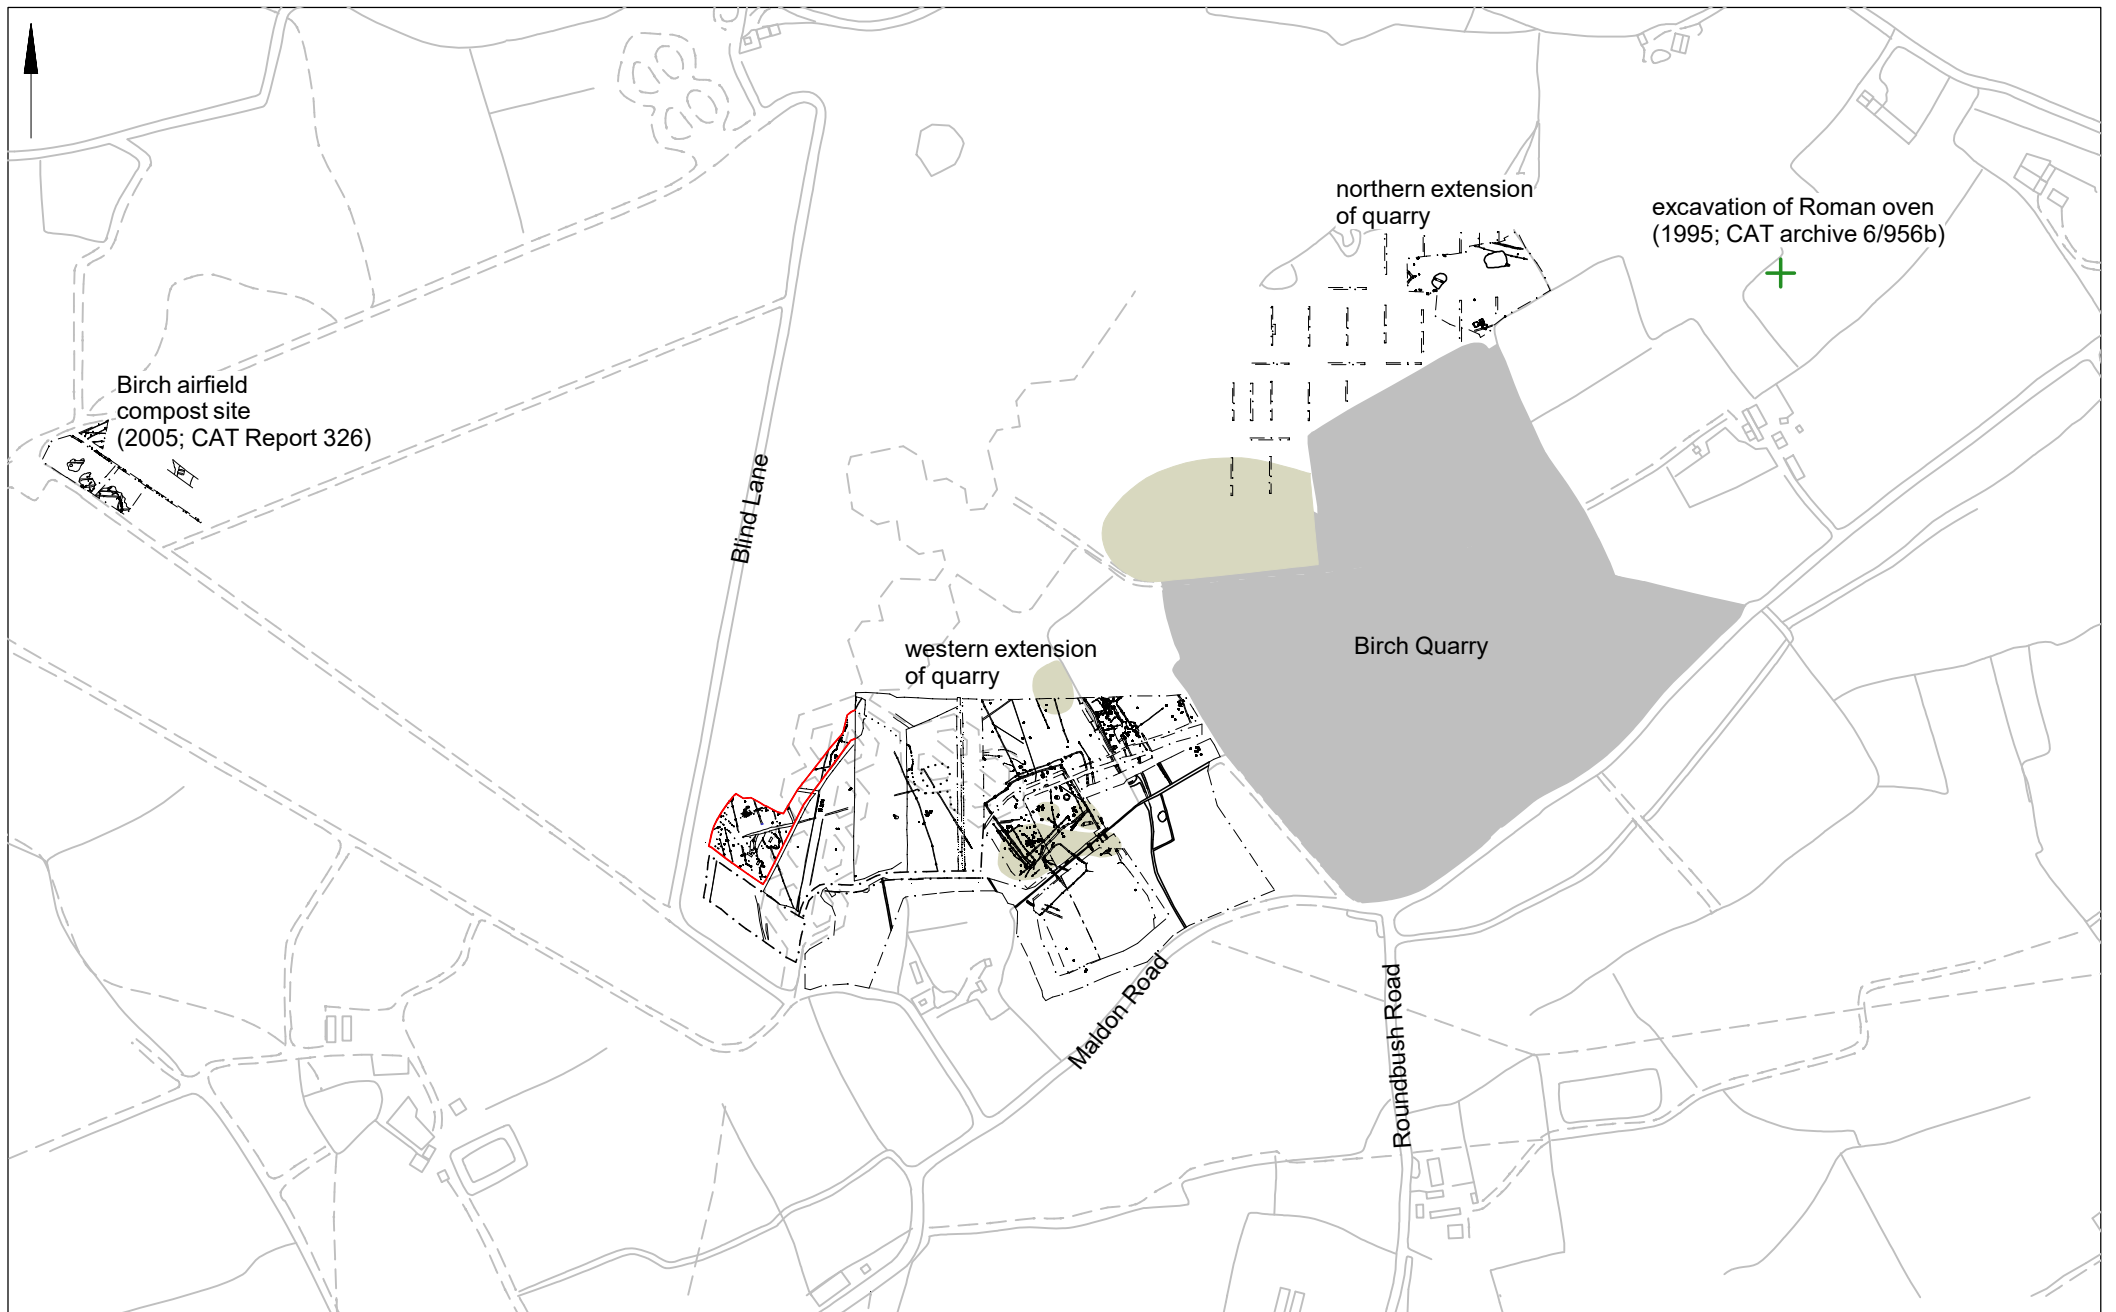 northern extension
of quarry
excavation of Roman oven
(1995; CAT archive 6/956b)
Birch airfield
compost site
(2005; CAT Report 326)
Blind Lane
western extension
of quarry
Birch Quarry
Maldon Road
Roundbush Road